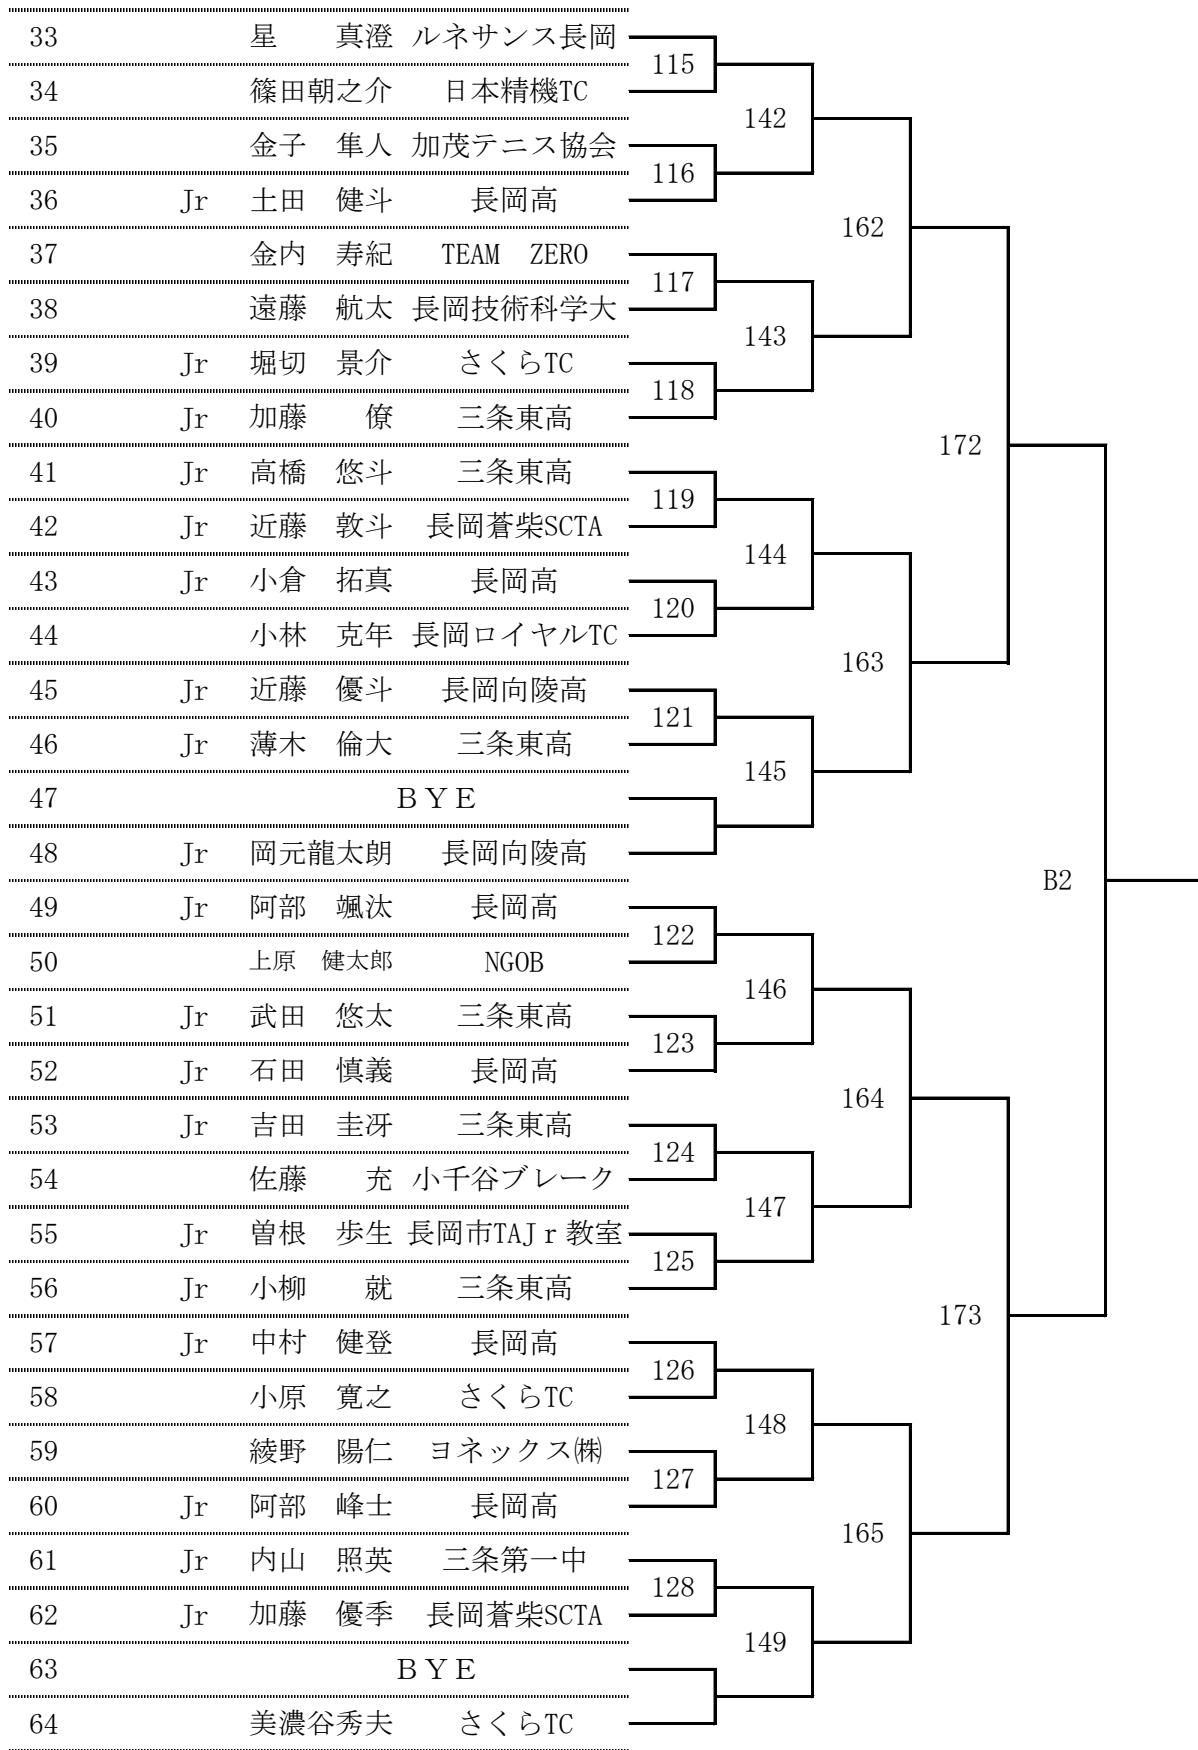 33 星　真澄 ルネサンス長岡
115
34 篠田朝之介 日本精機TC
142
35 金子　隼人 加茂テニス協会
116
36 Jr 土田　健斗 長岡高
162
37 金内　寿紀 TEAM　ZERO
117
38 遠藤　航太 長岡技術科学大
143
39 Jr 堀切　景介 さくらTC
118
40 Jr 加藤　僚 三条東高
172
41 Jr 高橋　悠斗 三条東高
119
42 Jr 近藤　敦斗 長岡蒼柴SCTA
144
43 Jr 小倉　拓真 長岡高
120
44 小林　克年 長岡ロイヤルTC
163
45 Jr 近藤　優斗 長岡向陵高
121
46 Jr 薄木　倫大 三条東高
145
47 ＢＹＥ
48 Jr 岡元龍太朗 長岡向陵高
B2
49 Jr 阿部　颯汰 長岡高
122
50 上原　健太郎 NGOB
146
51 Jr 武田　悠太 三条東高
123
52 Jr 石田　慎義 長岡高
164
53 Jr 吉田　圭冴 三条東高
124
54 佐藤　充 小千谷ブレーク
147
55 Jr 曽根　歩生 長岡市TAJｒ教室
125
56 Jr 小柳　就 三条東高
173
57 Jr 中村　健登 長岡高
126
58 小原　寛之 さくらTC
148
59 綾野　陽仁 ヨネックス㈱
127
60 Jr 阿部　峰士 長岡高
165
61 Jr 内山　照英 三条第一中
128
62 Jr 加藤　優季 長岡蒼柴SCTA
149
63 ＢＹＥ
64 美濃谷秀夫 さくらTC